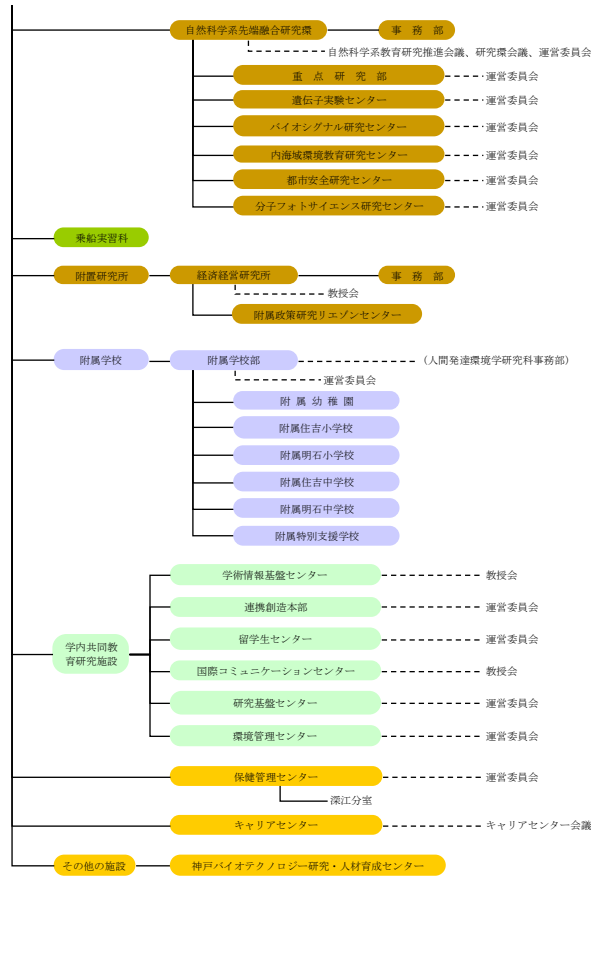 自然科学系先端融合研究環　事　務　部
自然科学系教育研究推進会議、研究環会議、運営委員会
重　点　研　究　部　運営委員会
遺伝子実験センター　運営委員会
バイオシグナル研究センター　運営委員会
内海域環境教育研究センター　運営委員会
都市安全研究センター　運営委員会
分子フォトサイエンス研究センター　運営委員会
乗船実習科
附置研究所　経済経営研究所　事　務　部
教授会
附属政策研究リエゾンセンター
附属学校　附属学校部　（人間発達環境学研究科事務部）
運営委員会
附 属 幼 稚 園
附属住吉小学校
附属明石小学校
附属住吉中学校
附属明石中学校
附属特別支援学校
学術情報基盤センター　教授会
連携創造本部　運営委員会
留学生センター　運営委員会
学内共同教
育研究施設
国際コミュニケーションセンター　教授会
研究基盤センター　運営委員会
環境管理センター　運営委員会
保健管理センター　運営委員会
深江分室
キャリアセンター　キャリアセンター会議
その他の施設　神戸バイオテクノロジー研究・人材育成センター